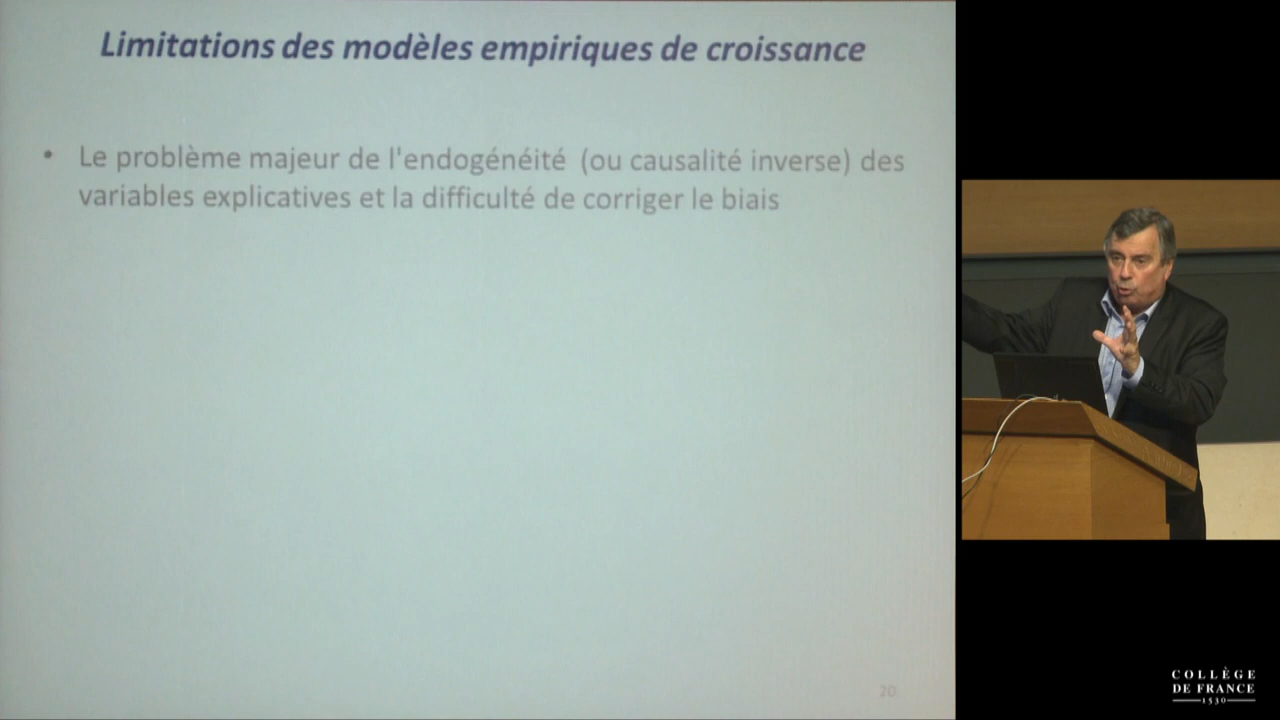 Limitations des modèles empiriques de croissance
• Le problème majeur de l'endogénéité (ou causalité inverse) des
variables explicatives et la difficulté de corriger le biais
20
COLLÈGE
DE FRANCE
1530